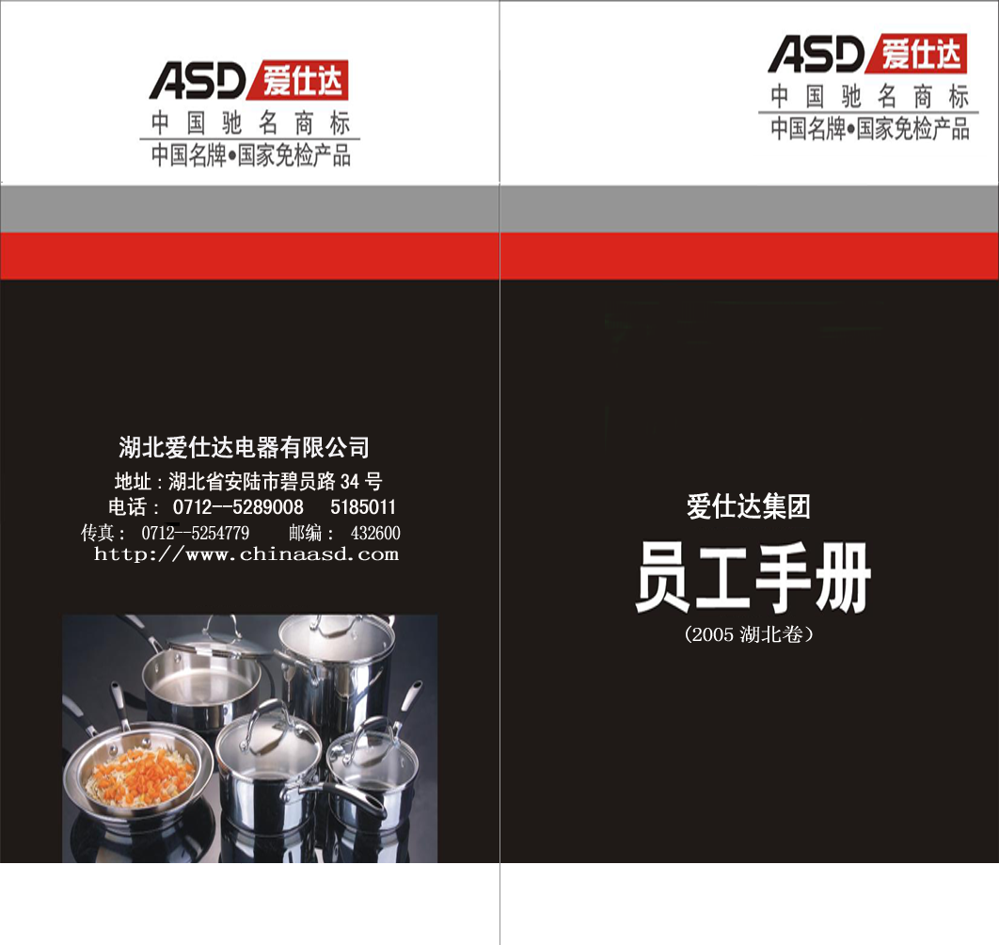 ASD 爱仕达
中国驰名商标
中国名牌•国家免检产品
湖北爱仕达电器有限公司
地址：湖北省安陆市碧员路 34 号
电话： 0712--5289008 5185011
传真： 0712--5254779 邮编： 432600
http://www.chinaasd.com
ASD 爱仕达
中国驰名商标
中国名牌•国家免检产品
爱仕达集团
员工手册
（2005 湖北卷）